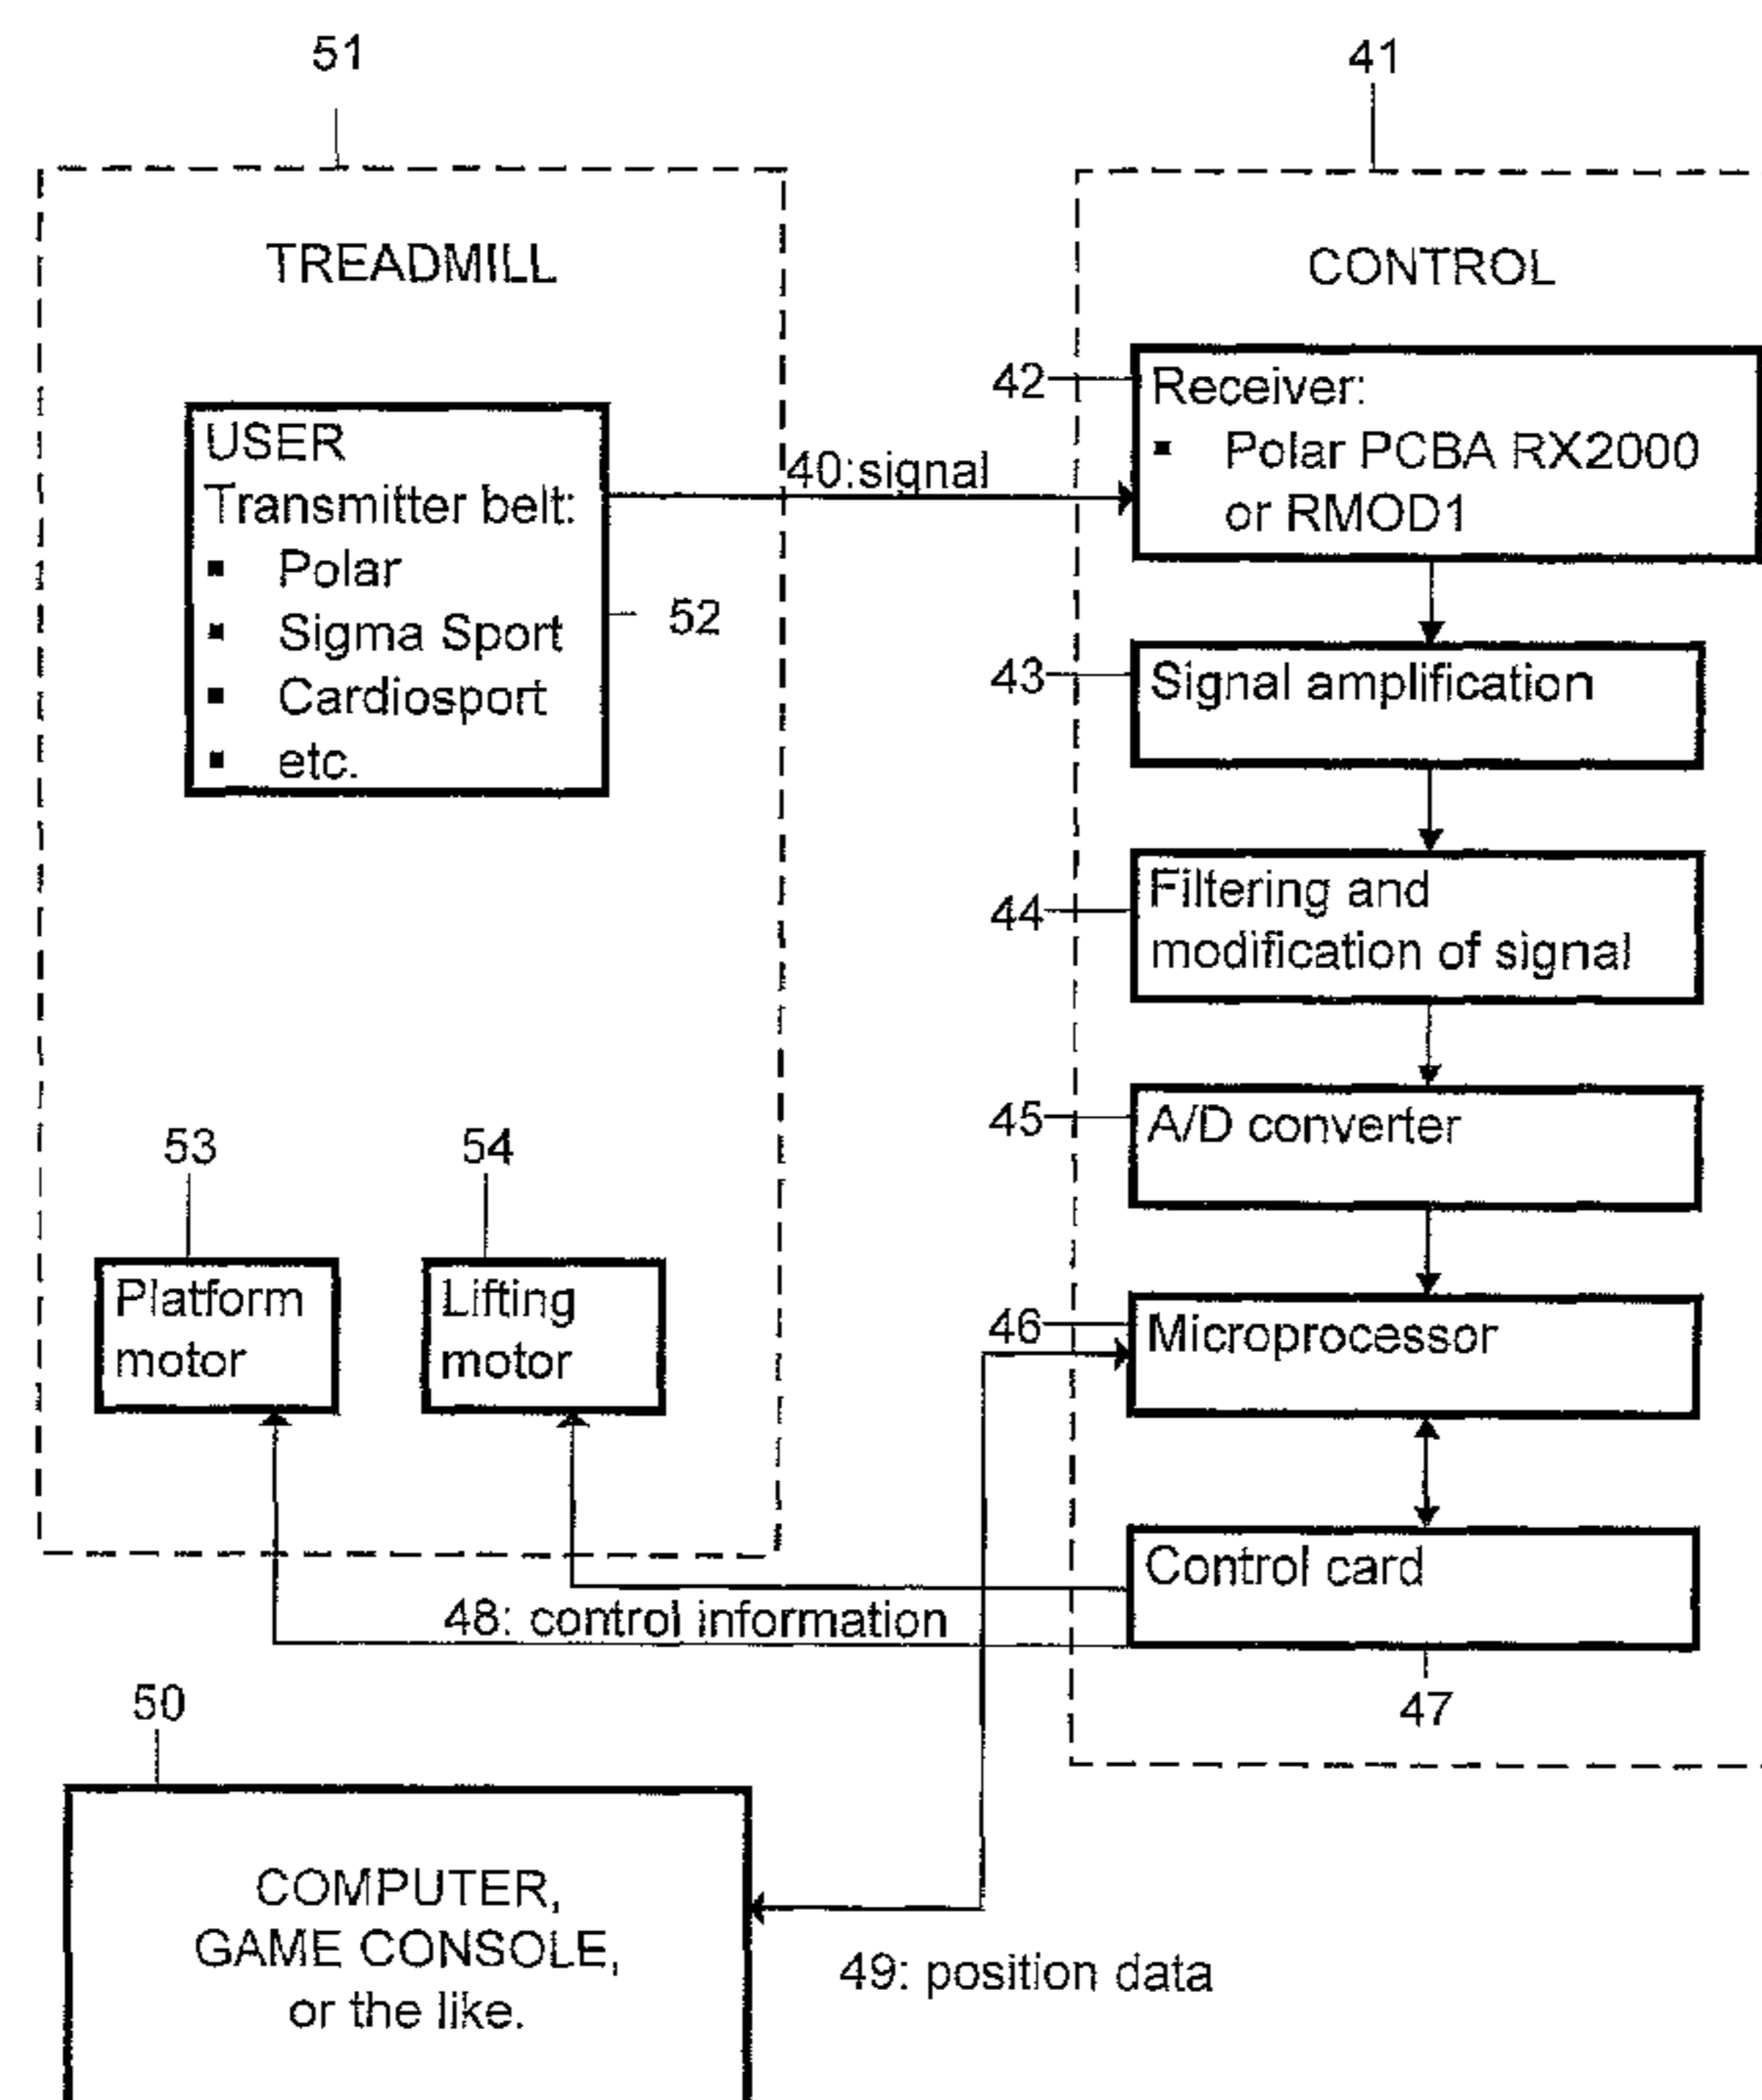 51
41
TREADMILL
CONTROL
USER
Transmitter belt:
▪ Polar
▪ Sigma Sport
▪ Cardiosport
▪ etc.
52
40:signal
42
Receiver:
▪ Polar PCBA RX2000
or RMOD1
43
Signal amplification
44
Filtering and
modification of signal
45
A/D converter
53
54
Platform
motor
Lifting
motor
46
Microprocessor
Control card
48: control information
47
50
COMPUTER,
GAME CONSOLE,
or the like.
49: position data